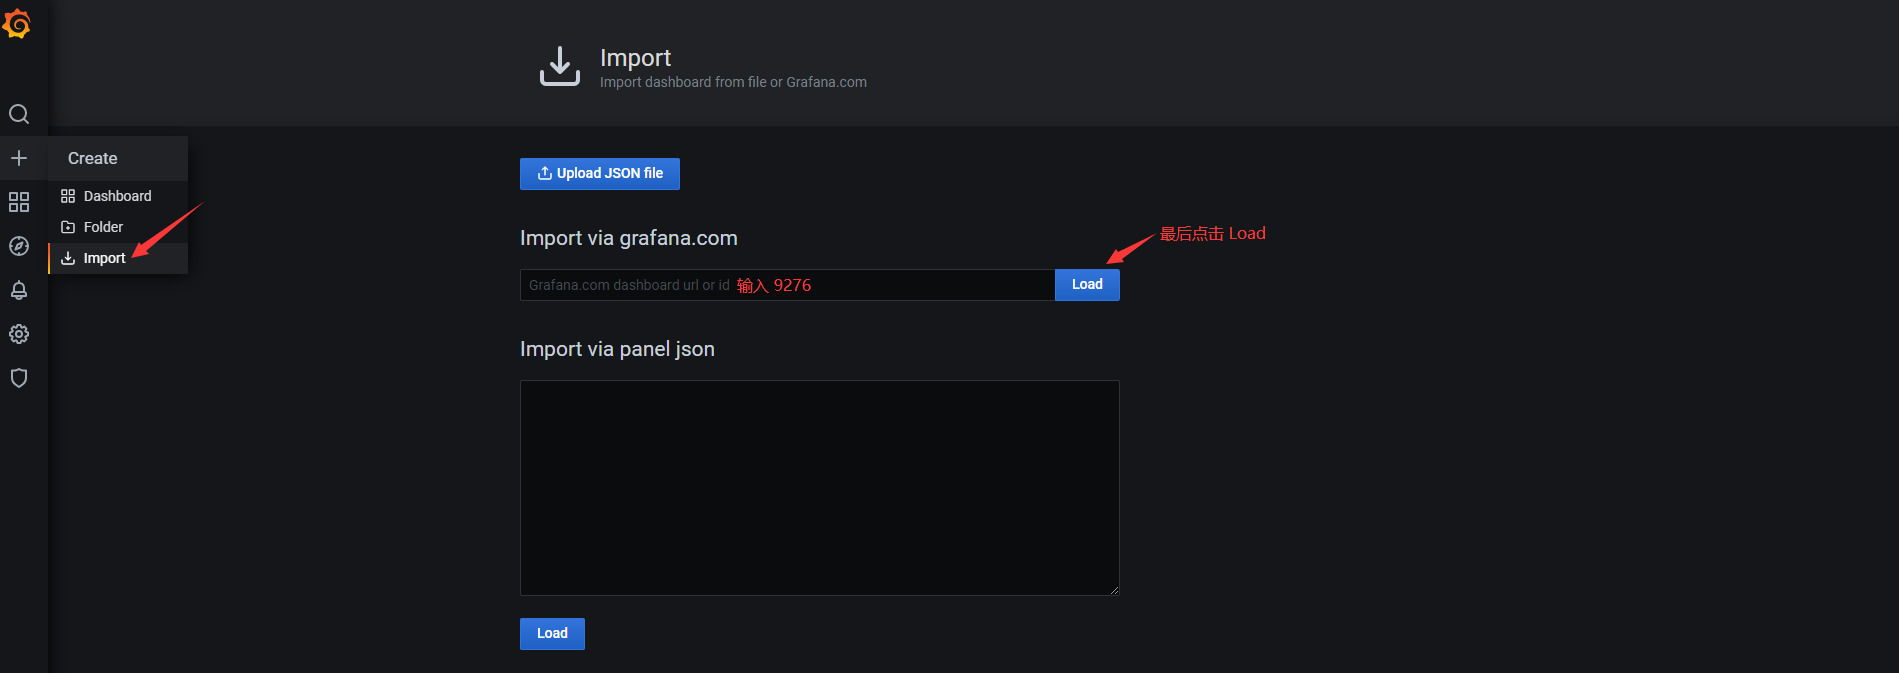 Import
Import dashboard from file or Grafana.com
Create
Dashboard
Folder
Import
Upload JSON file
Import via grafana.com
最后点击 Load
Grafana.com dashboard url or id 输入 9276
Load
Import via panel json
Load